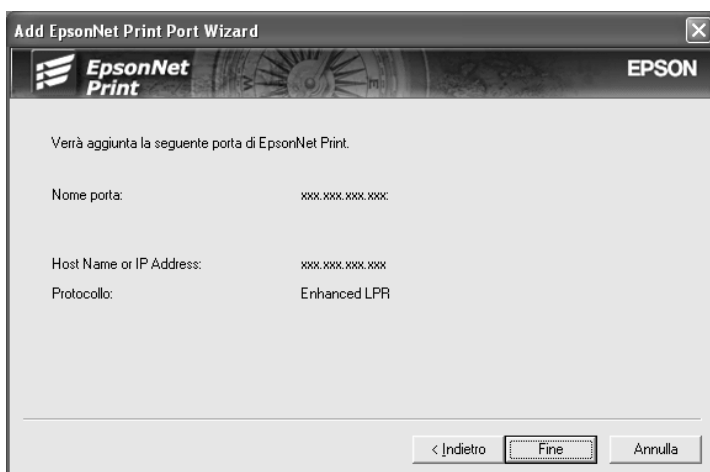 Add EpsonNet Print Port Wizard
EpsonNet
Print
EPSON
Verrà aggiunta la seguente porta di EpsonNet Print.
Nome porta: xxx.xxx.xxx.xxx:
Host Name or IP Address: xxx.xxx.xxx.xxx
Protocollo: Enhanced LPR
< Indietro Fine Annulla